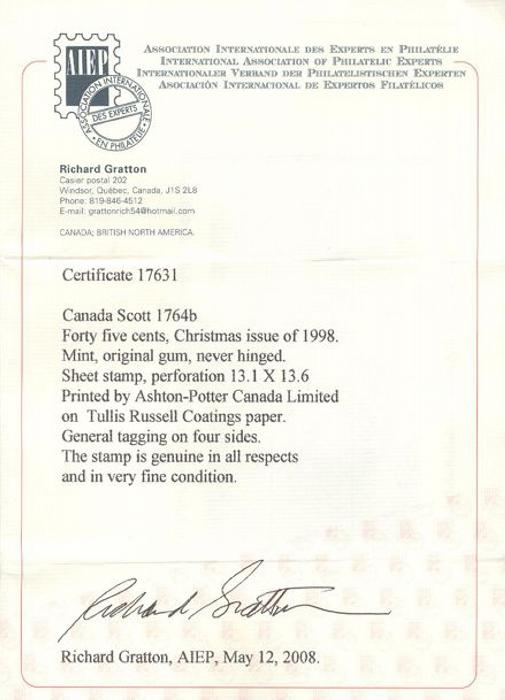 AIEP
ASSOCIATION INTERNATIONALE DES EXPERTS EN PHILATÉLIE
INTERNATIONAL ASSOCIATION OF PHILATELIC EXPERTS
INTERNATIONALER VERBAND DER PHILATELISTISCHEN EXPERTEN
ASOCIACIÓN INTERNACIONAL DE EXPERTOS FILATÉLICOS
ASSOCIATION INTERNATIONALE
DES EXPERTS
• EN PHILATELIE •
Richard Gratton
Casier postal 202
Windsor, Québec, Canada, J1S 2L8
Phone: 819-846-4512
E-mail: grattonrich54@hotmail.com
CANADA; BRITISH NORTH AMERICA.
Certificate 17631
Canada Scott 1764b
Forty five cents, Christmas issue of 1998.
Mint, original gum, never hinged.
Sheet stamp, perforation 13.1 X 13.6
Printed by Ashton-Potter Canada Limited
on Tullis Russell Coatings paper.
General tagging on four sides.
The stamp is genuine in all respects
and in very fine condition.
Richard Gratton
Richard Gratton, AIEP, May 12, 2008.